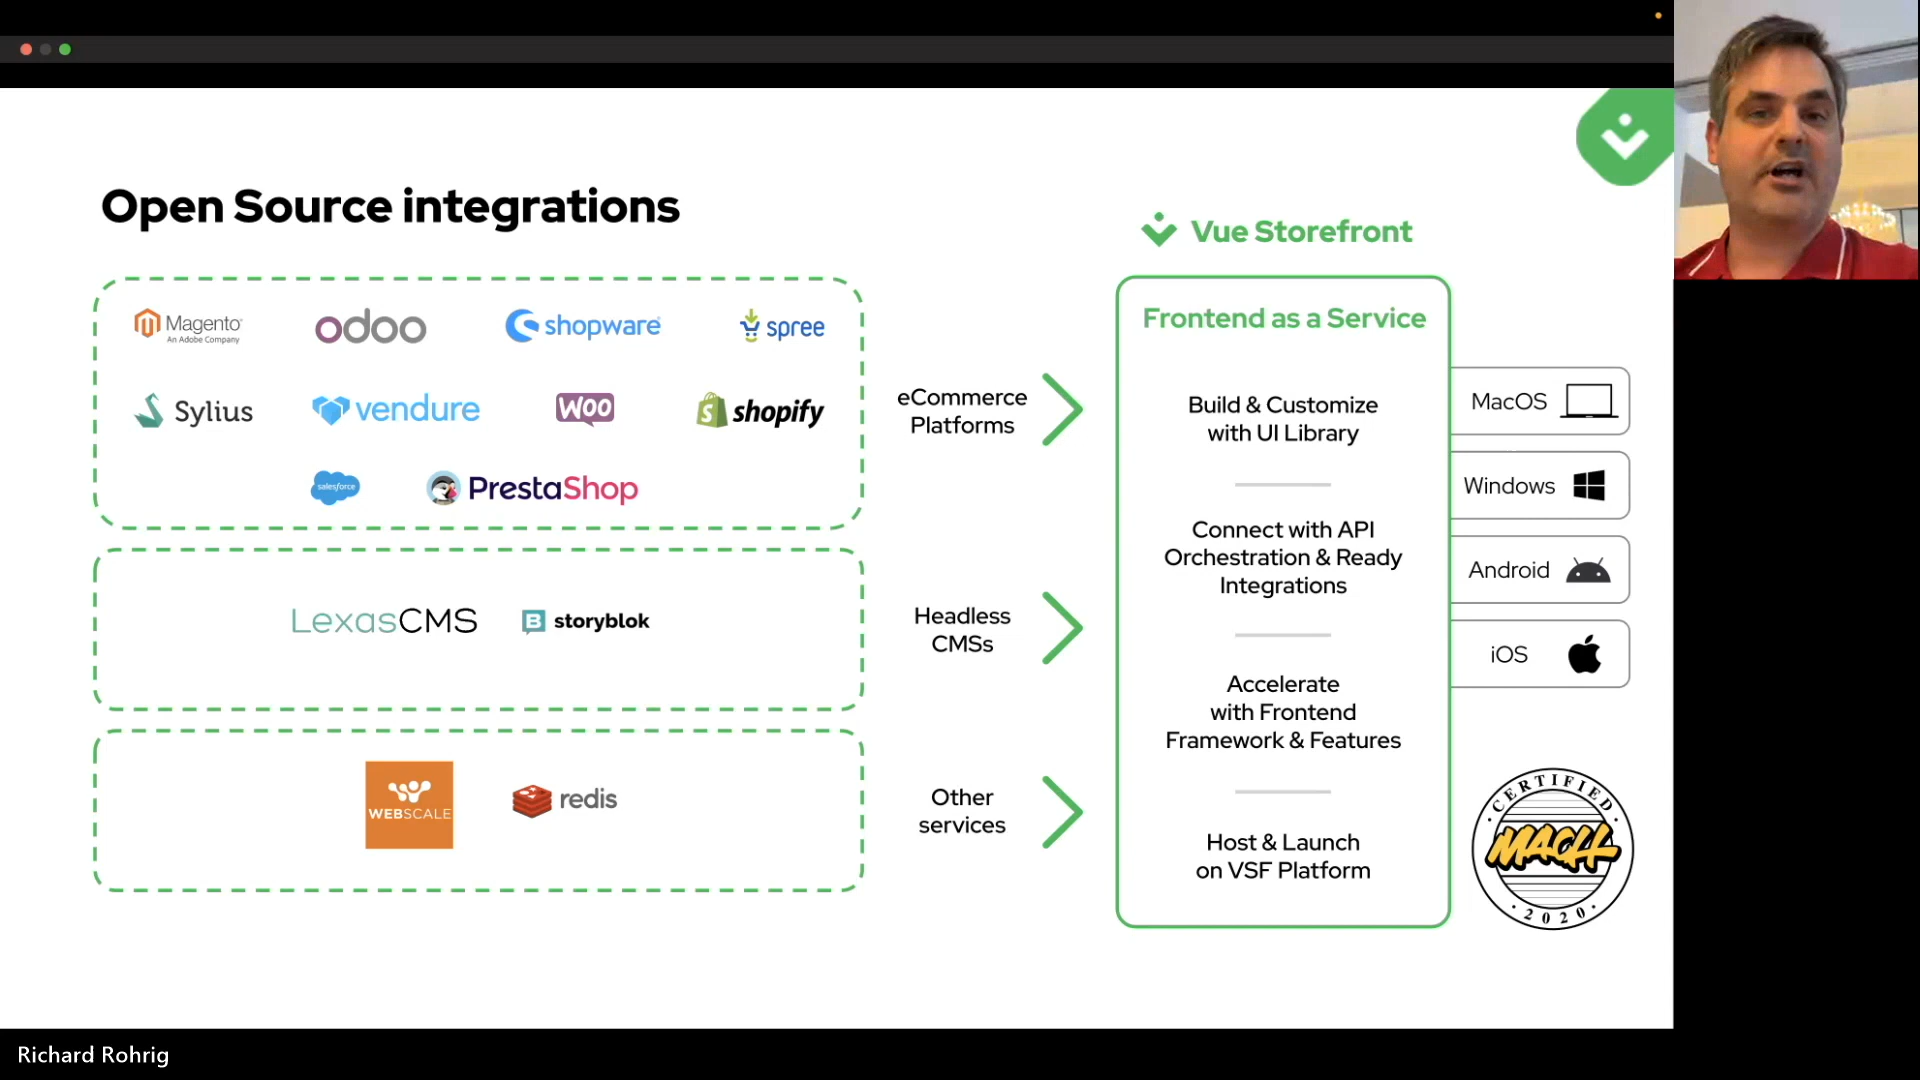 Open Source integrations
Magento
An Adobe Company
odoo
shopware
spree
Sylius
vendure
WOO
shopify
salesforce
PrestaShop
eCommerce
Platforms
LexasCMS
storyblok
Headless
CMSs
WEBSCALE
redis
Other
services
Vue Storefront
Frontend as a Service
Build & Customize
with UI Library
Connect with API
Orchestration & Ready
Integrations
Accelerate
with Frontend
Framework & Features
Host & Launch
on VSF Platform
MacOS
Windows
Android
iOS
CERTIFIED
MACH
2020
Richard Rohrig